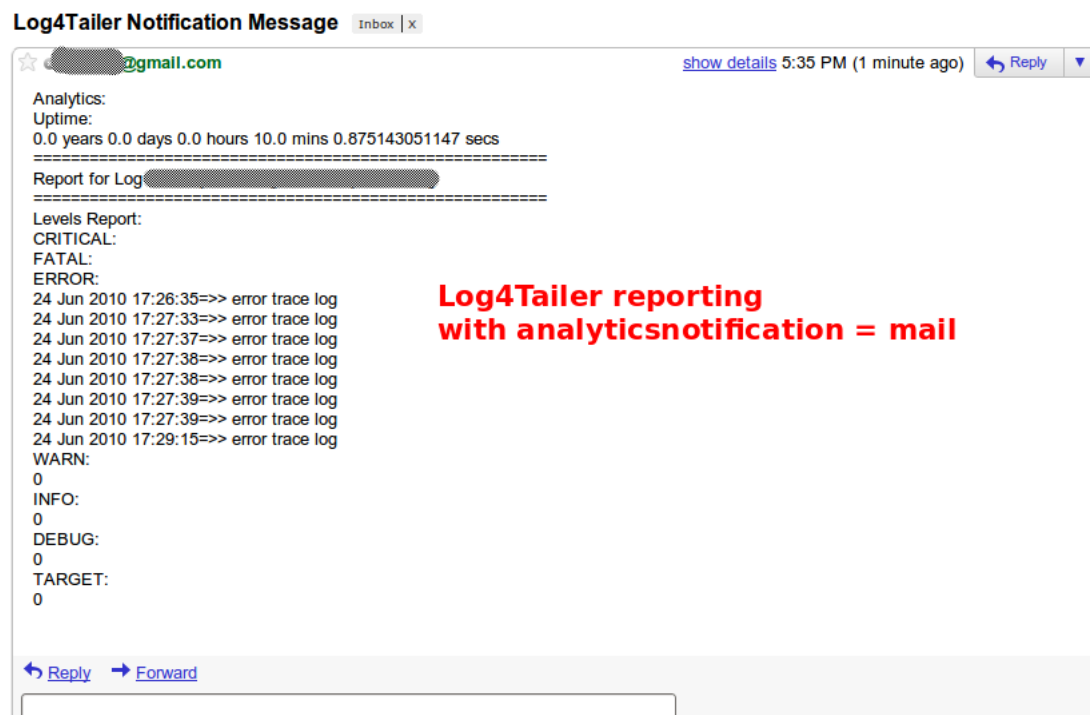 Log4Tailer Notification Message Inbox | X
@gmail.com show details 5:35 PM (1 minute ago) Reply
Analytics:
Uptime:
0.0 years 0.0 days 0.0 hours 10.0 mins 0.875143051147 secs
=======================================================
Report for Log
=======================================================
Levels Report:
CRITICAL:
FATAL:
ERROR:
24 Jun 2010 17:26:35=>> error trace log
24 Jun 2010 17:27:33=>> error trace log
24 Jun 2010 17:27:37=>> error trace log
24 Jun 2010 17:27:38=>> error trace log
24 Jun 2010 17:27:38=>> error trace log
24 Jun 2010 17:27:39=>> error trace log
24 Jun 2010 17:27:39=>> error trace log
24 Jun 2010 17:29:15=>> error trace log
WARN:
0
INFO:
0
DEBUG:
0
TARGET:
0
Log4Tailer reporting
with analyticsnotification = mail
Reply Forward